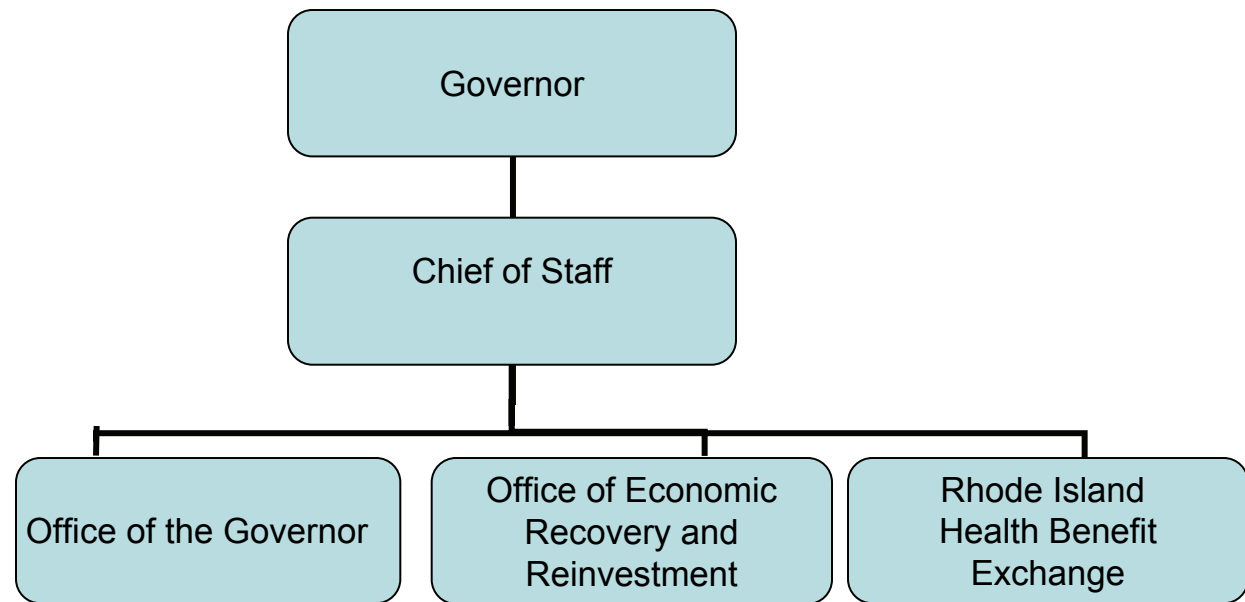 Governor
Chief of Staff
Office of the Governor
Office of Economic
Recovery and
Reinvestment
Rhode Island
Health Benefit
Exchange